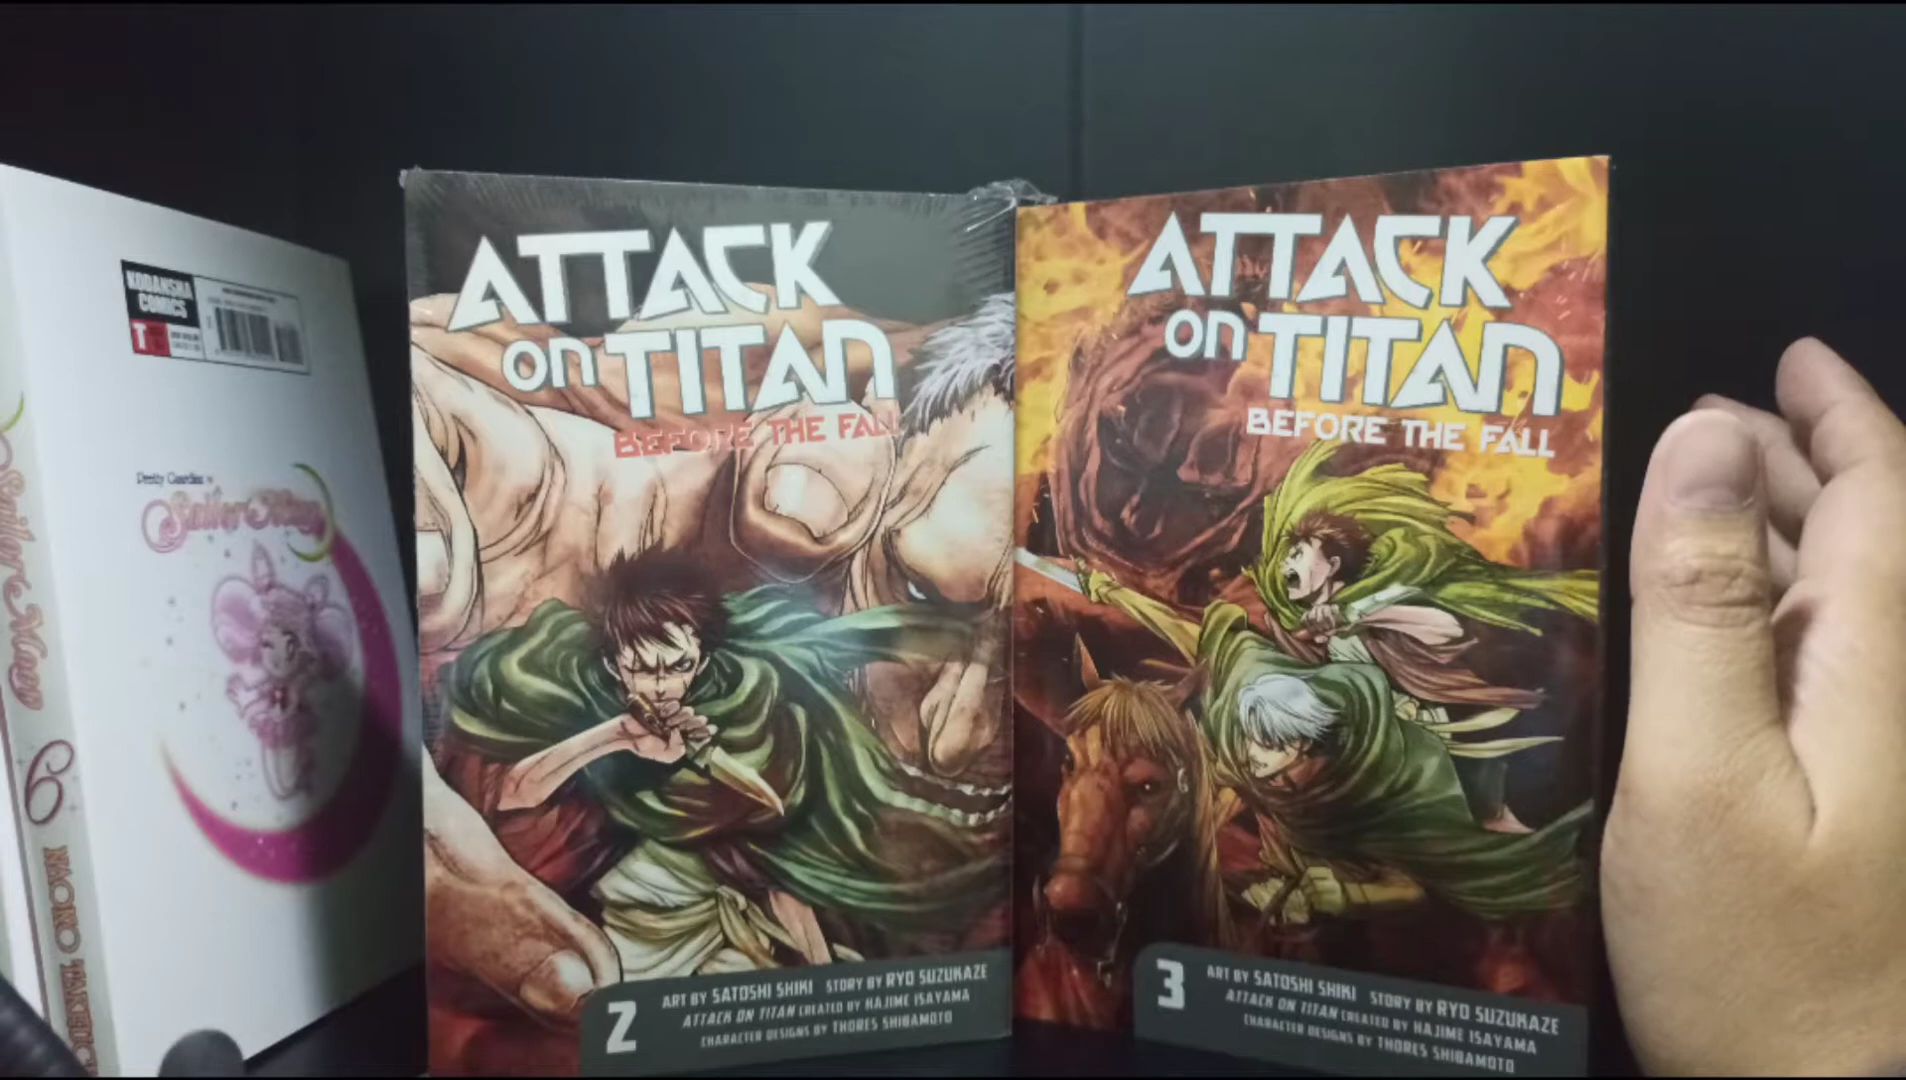 KODANSHA
COMICS
T
Pretty Guardian
Sailor Moon
Sailor Moon
6
NAOKO TAKEUC
ATTACK
ON TITAN
BEFORE THE FALL
2
ART BY SATOSHI SHIKI STORY BY RYO SUZUKAZE
ATTACK ON TITAN CREATED BY HAJIME ISAYAMA
CHARACTER DESIGNS BY THORES SHIBAMOTO
ATTACK
ON TITAN
BEFORE THE FALL
3
ART BY SATOSHI SHIKI STORY BY RYO SUZUKAZE
ATTACK ON TITAN CREATED BY HAJIME ISAYAMA
CHARACTER DESIGNS BY THORES SHIBAMOTO